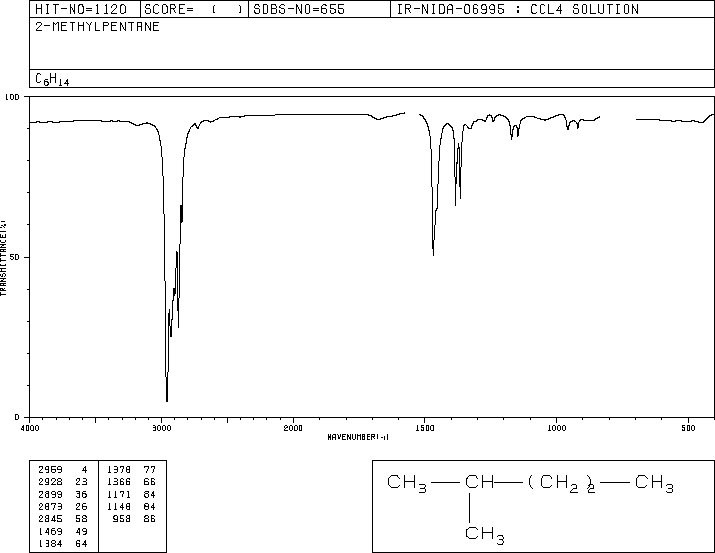 HIT-NO=1120 SCORE= ( ) SDBS-NO=655 IR-NIDA-06995 : CCL4 SOLUTION
2-METHYLPENTANE
C6H14
100
50
0
TRANSMITTANCE(%)
4000 3000 2000 1500 1000 500
WAVENUMBER(-1)
2969 4 1378 77
2928 23 1366 66
2899 36 1171 84
2873 26 1148 84
2845 58 958 86
1469 49
1384 64
CH3 — CH — (CH2)2 — CH3
CH3